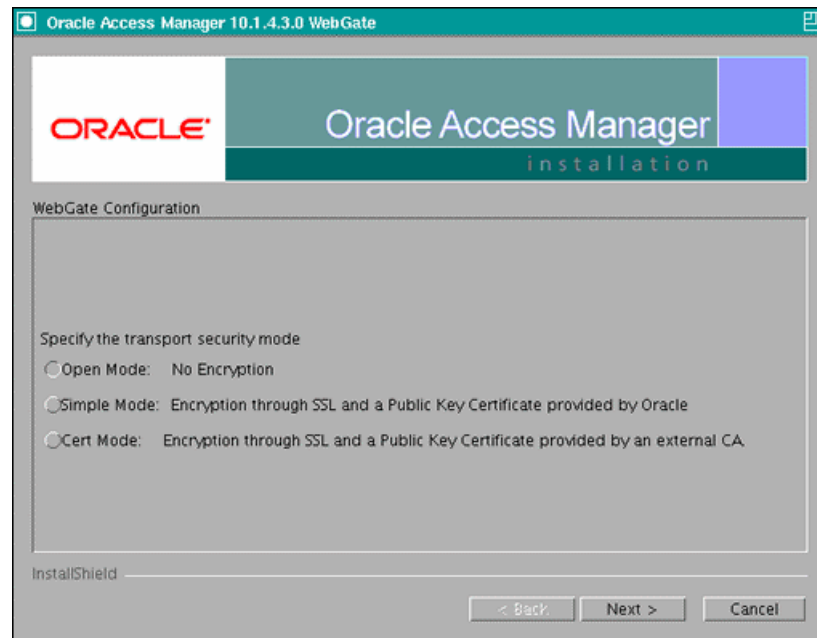 Oracle Access Manager 10.1.4.3.0 WebGate
ORACLE
Oracle Access Manager
installation
WebGate Configuration
Specify the transport security mode
Open Mode: No Encryption
Simple Mode: Encryption through SSL and a Public Key Certificate provided by Oracle
Cert Mode: Encryption through SSL and a Public Key Certificate provided by an external CA.
InstallShield
< Back Next > Cancel